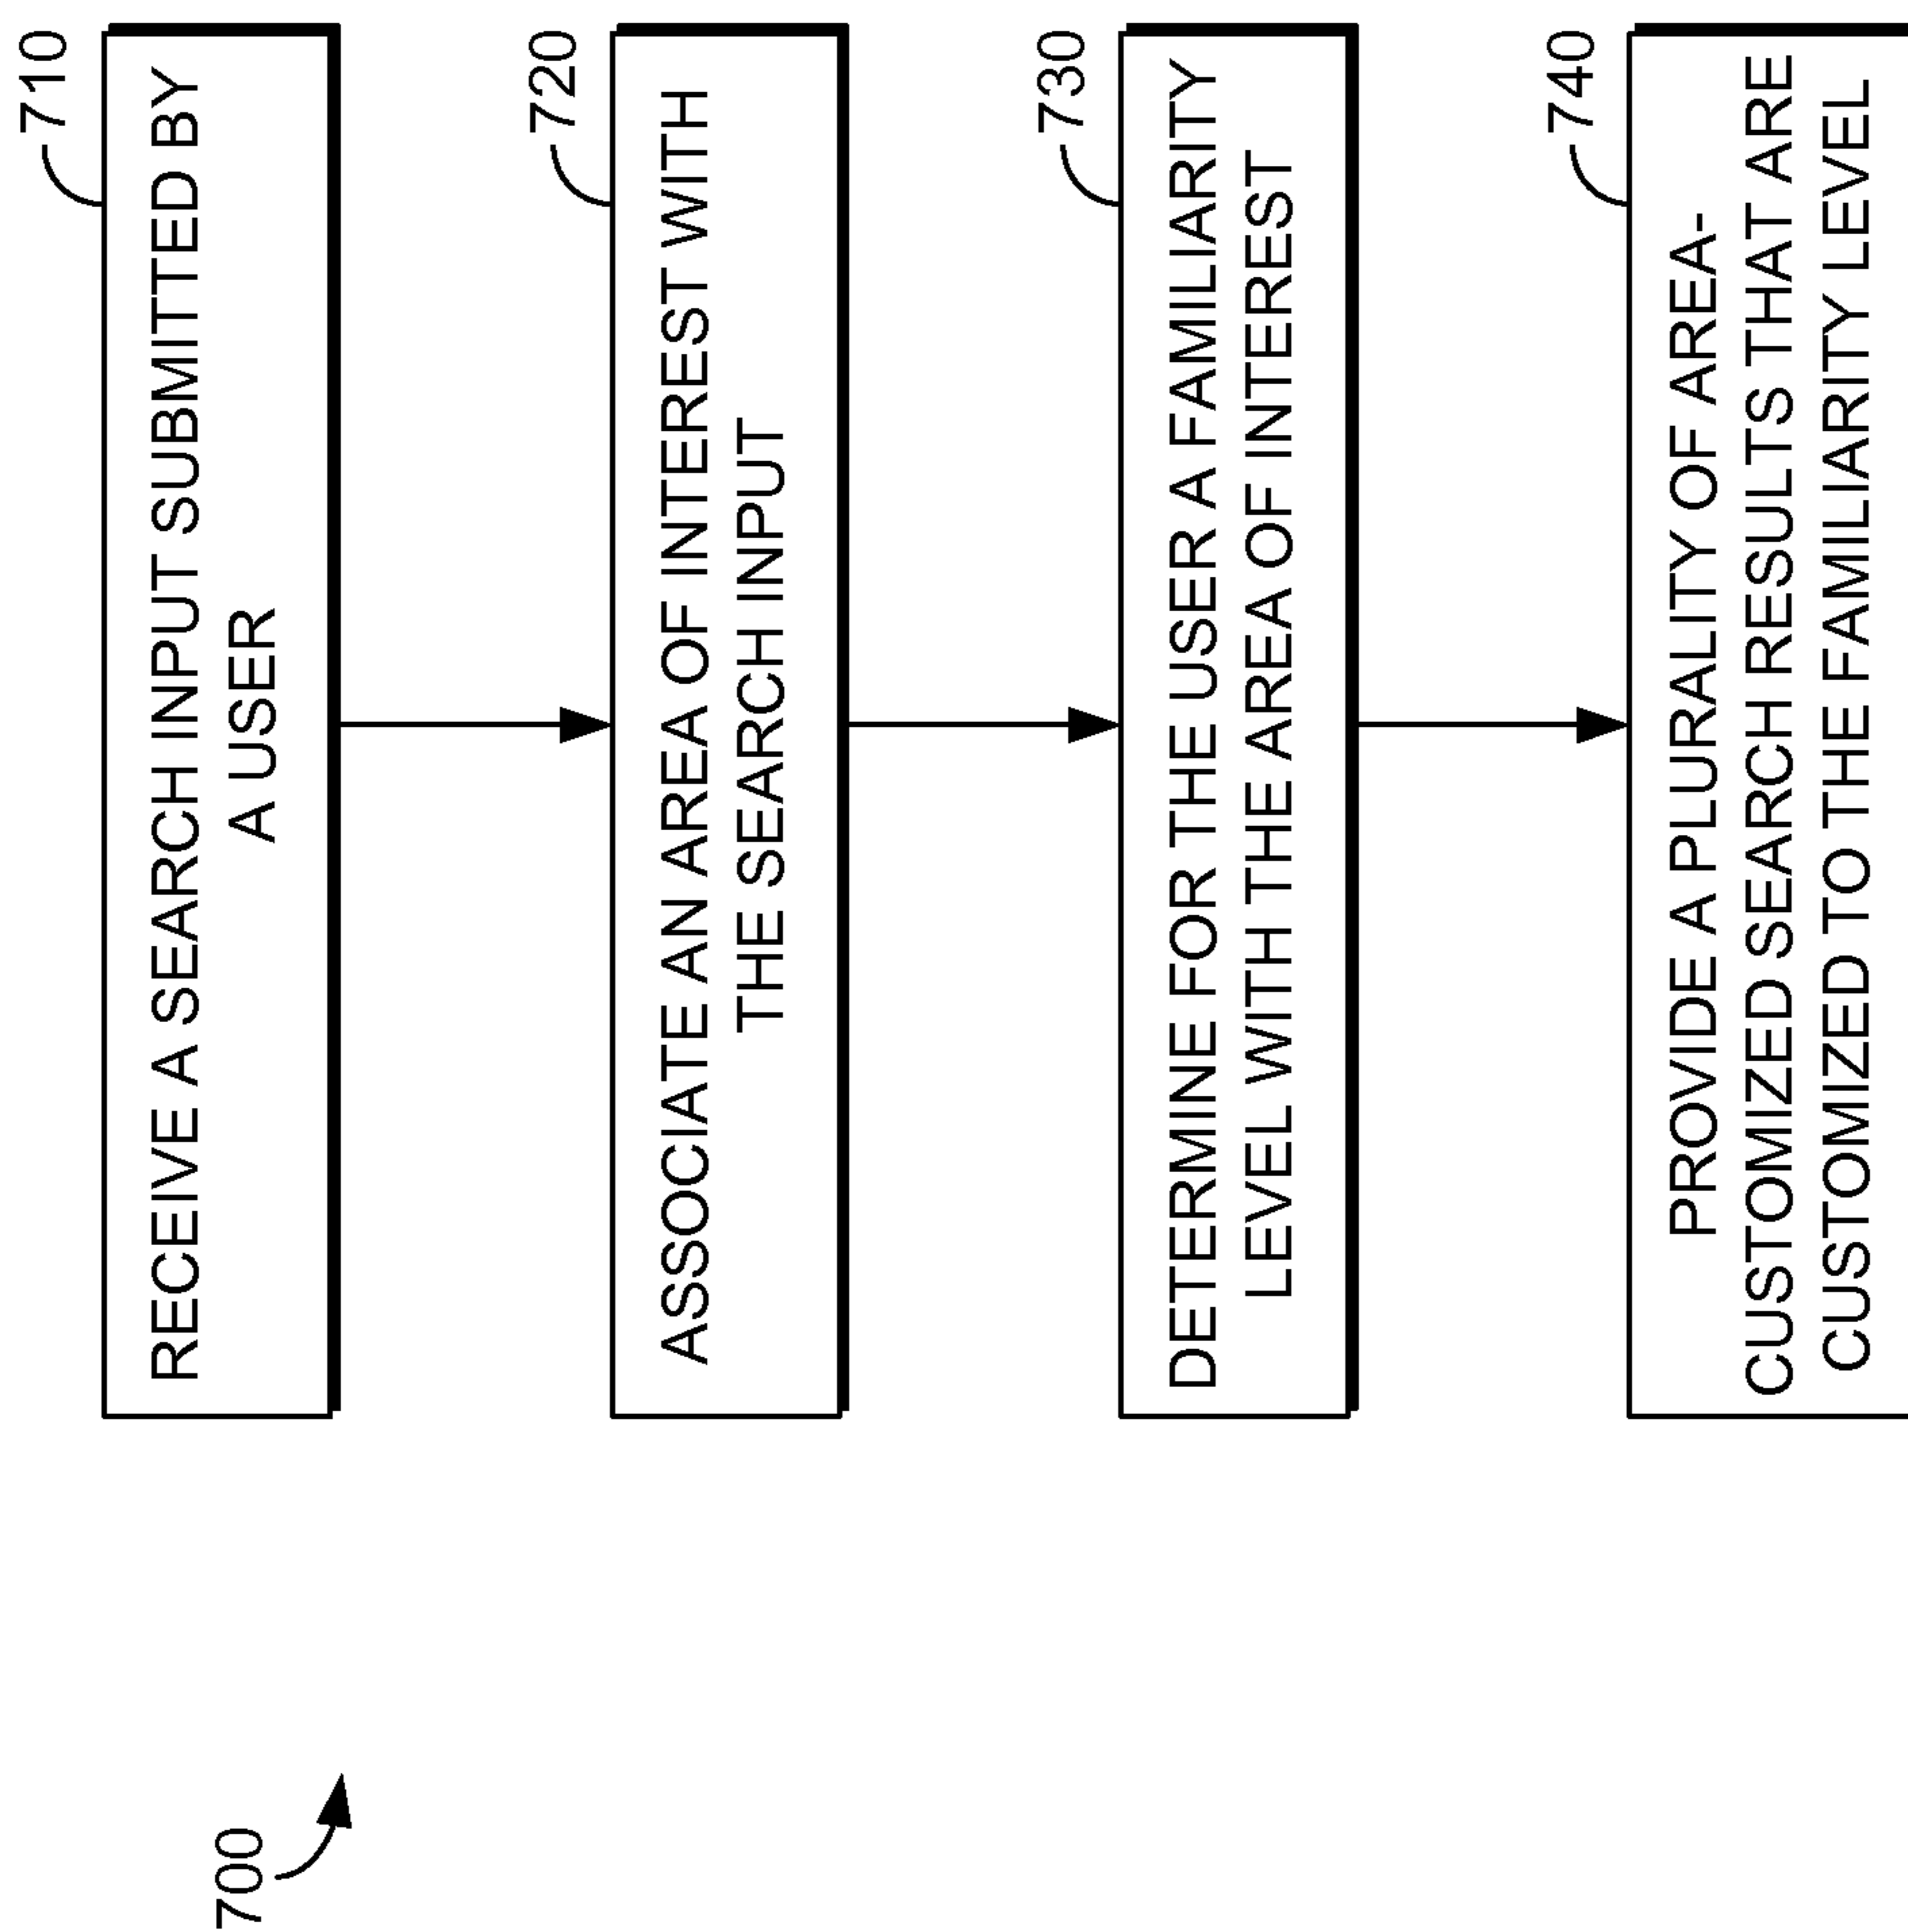 700
710
RECEIVE A SEARCH INPUT SUBMITTED BY
A USER
720
ASSOCIATE AN AREA OF INTEREST WITH
THE SEARCH INPUT
730
DETERMINE FOR THE USER A FAMILIARITY
LEVEL WITH THE AREA OF INTEREST
740
PROVIDE A PLURALITY OF AREA-
CUSTOMIZED SEARCH RESULTS THAT ARE
CUSTOMIZED TO THE FAMILIARITY LEVEL